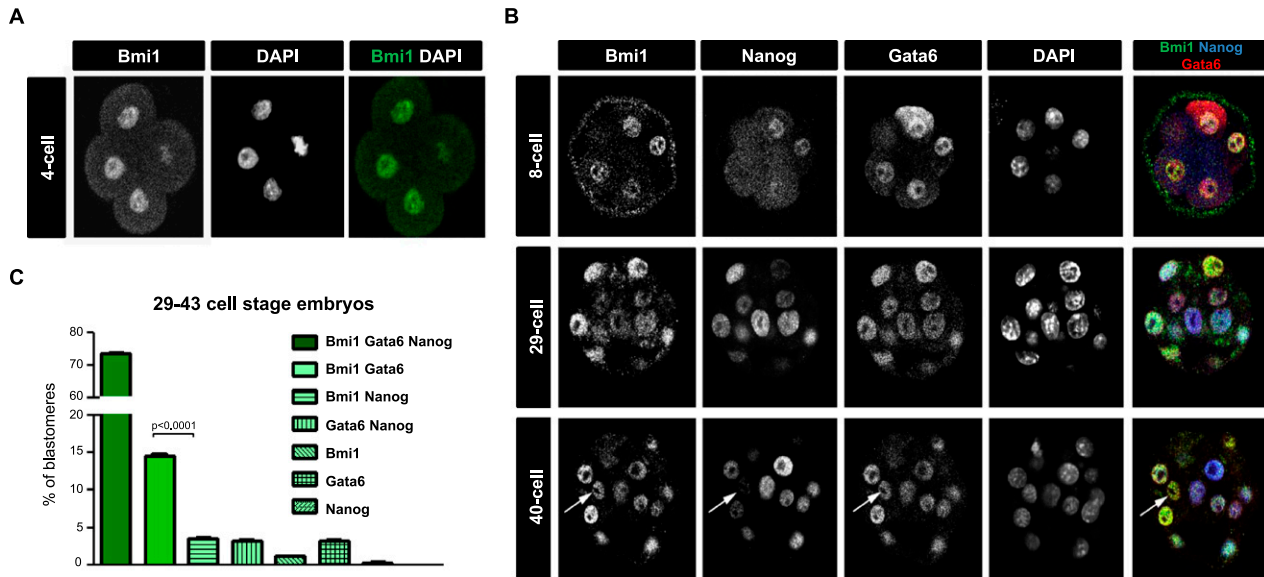 A
Bmi1 DAPI Bmi1 DAPI
4-cell
B
Bmi1 Nanog Gata6 DAPI Bmi1 Nanog
Gata6
8-cell
29-cell
40-cell
C
29-43 cell stage embryos
% of blastomeres
80
70
60
20
15
10
5
0
p<0.0001
Bmi1 Gata6 Nanog
Bmi1 Gata6
Bmi1 Nanog
Gata6 Nanog
Bmi1
Gata6
Nanog